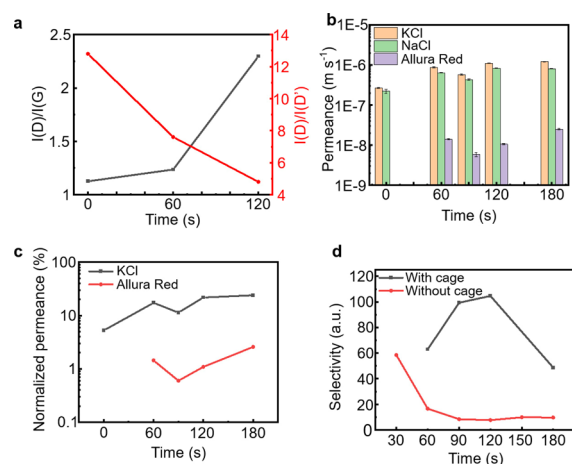 a
2.5
2
1.5
1
I(D)/I(G)
14
12
10
8
6
4
I(D)/I(D')
0 60 120
Time (s)
b
1E-4
1E-5
1E-6
1E-7
1E-8
1E-9
Permeance (m s⁻¹)
KCl
NaCl
Allura Red
0 60 120 180
Time (s)
c
100
10
1
0.1
Normalized permeance (%)
KCl
Allura Red
0 60 120 180
Time (s)
d
120
100
80
60
40
20
0
Selectivity (a.u.)
With cage
Without cage
30 60 90 120 150 180
Time (s)